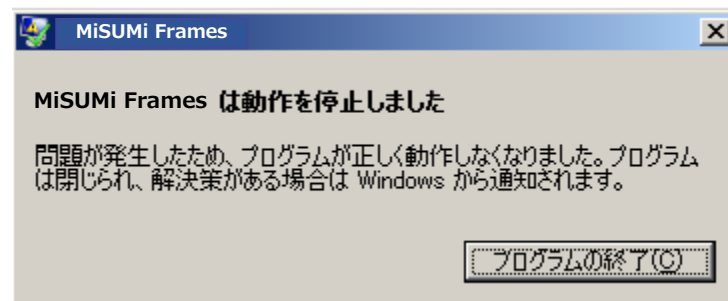 MiSUMi Frames
MiSUMi Frames は動作を停止しました
問題が発生したため、プログラムが正しく動作しなくなりました。プログラム
は閉じられ、解決策がある場合は Windows から通知されます。
プログラムの終了(C)